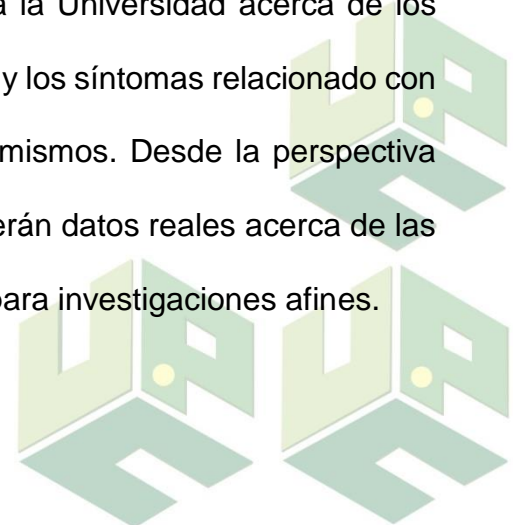 a la Universidad acerca de los
y los síntomas relacionado con
mismos. Desde la perspectiva
erán datos reales acerca de las
para investigaciones afines.